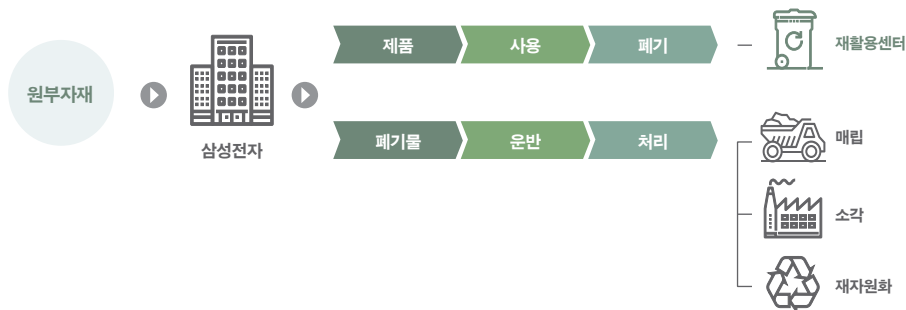 원부자재
삼성전자
제품
사용
폐기
재활용센터
폐기물
운반
처리
매립
소각
재자원화